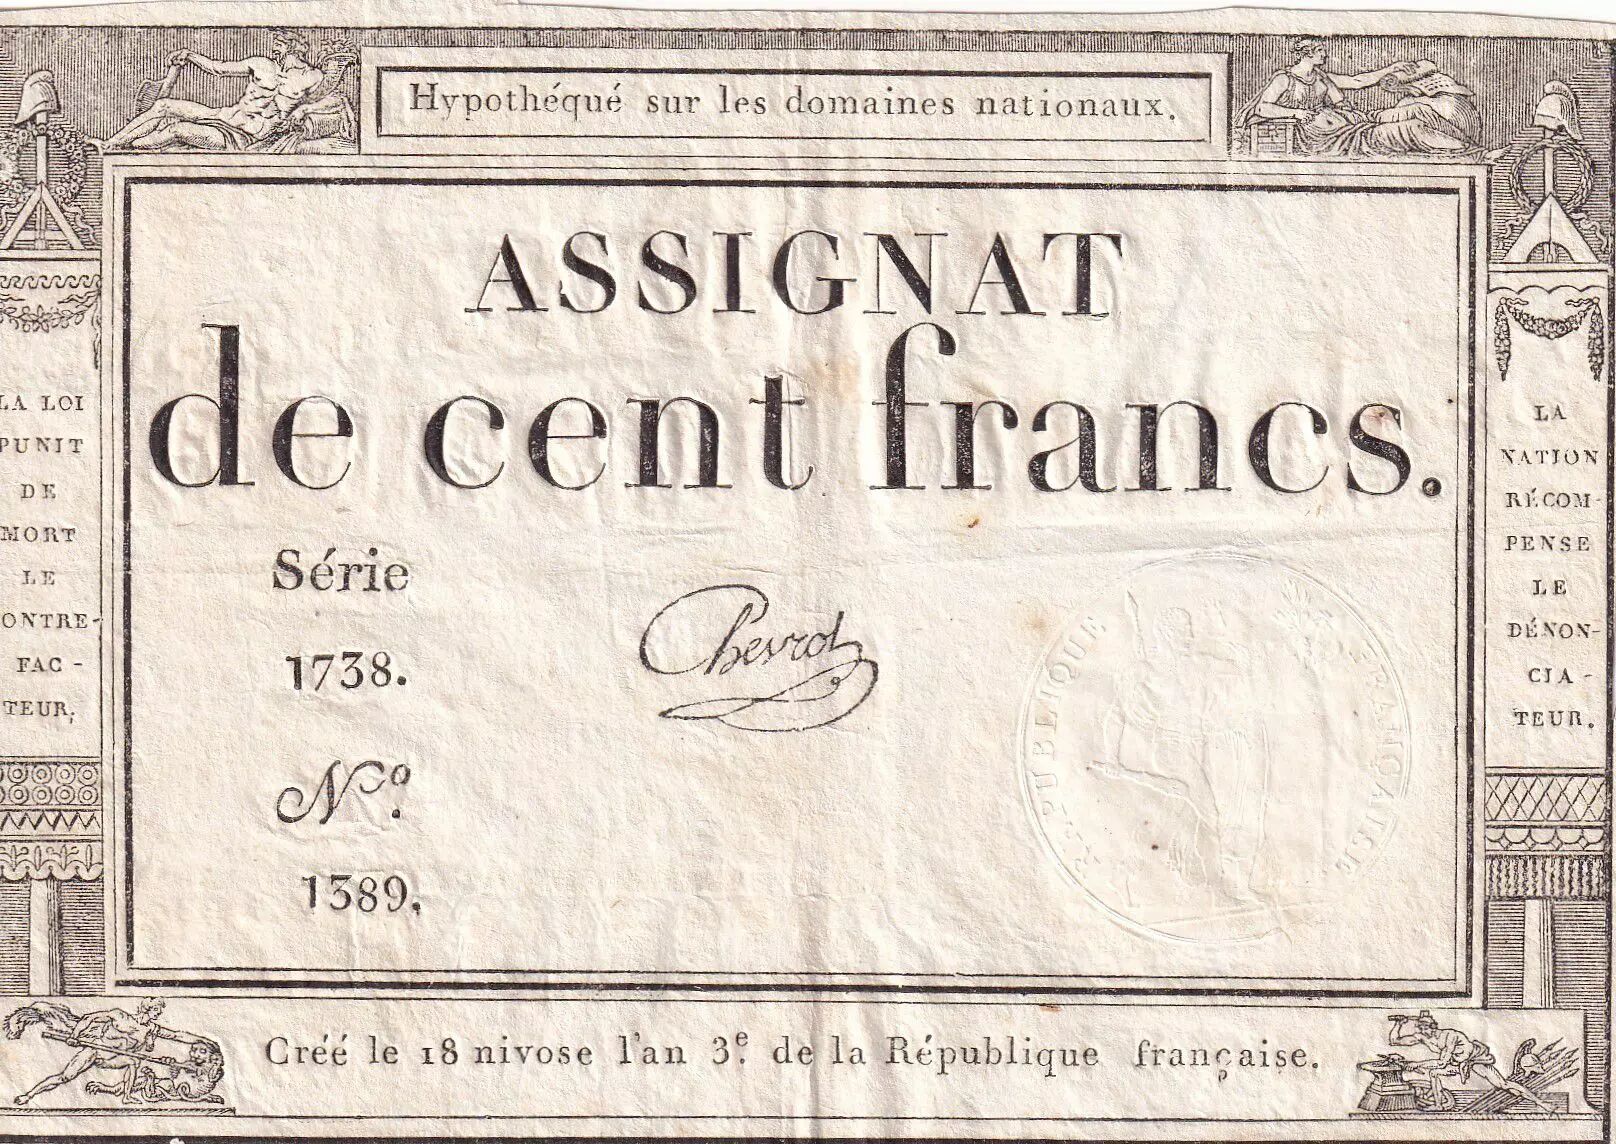 Hypothéqué sur les domaines nationaux.
ASSIGNAT
de cent francs.
Série
1738.
Chevrot
Nº.
1389.
RÉPUBLIQUE FRANÇAISE
LA LOI
PUNIT
DE
MORT
LE
CONTRE-
FAC-
TEUR.
LA
NATION
RÉCOM-
PENSE
LE
DÉNON-
CIA-
TEUR.
Créé le 18 nivose l'an 3e. de la République française.